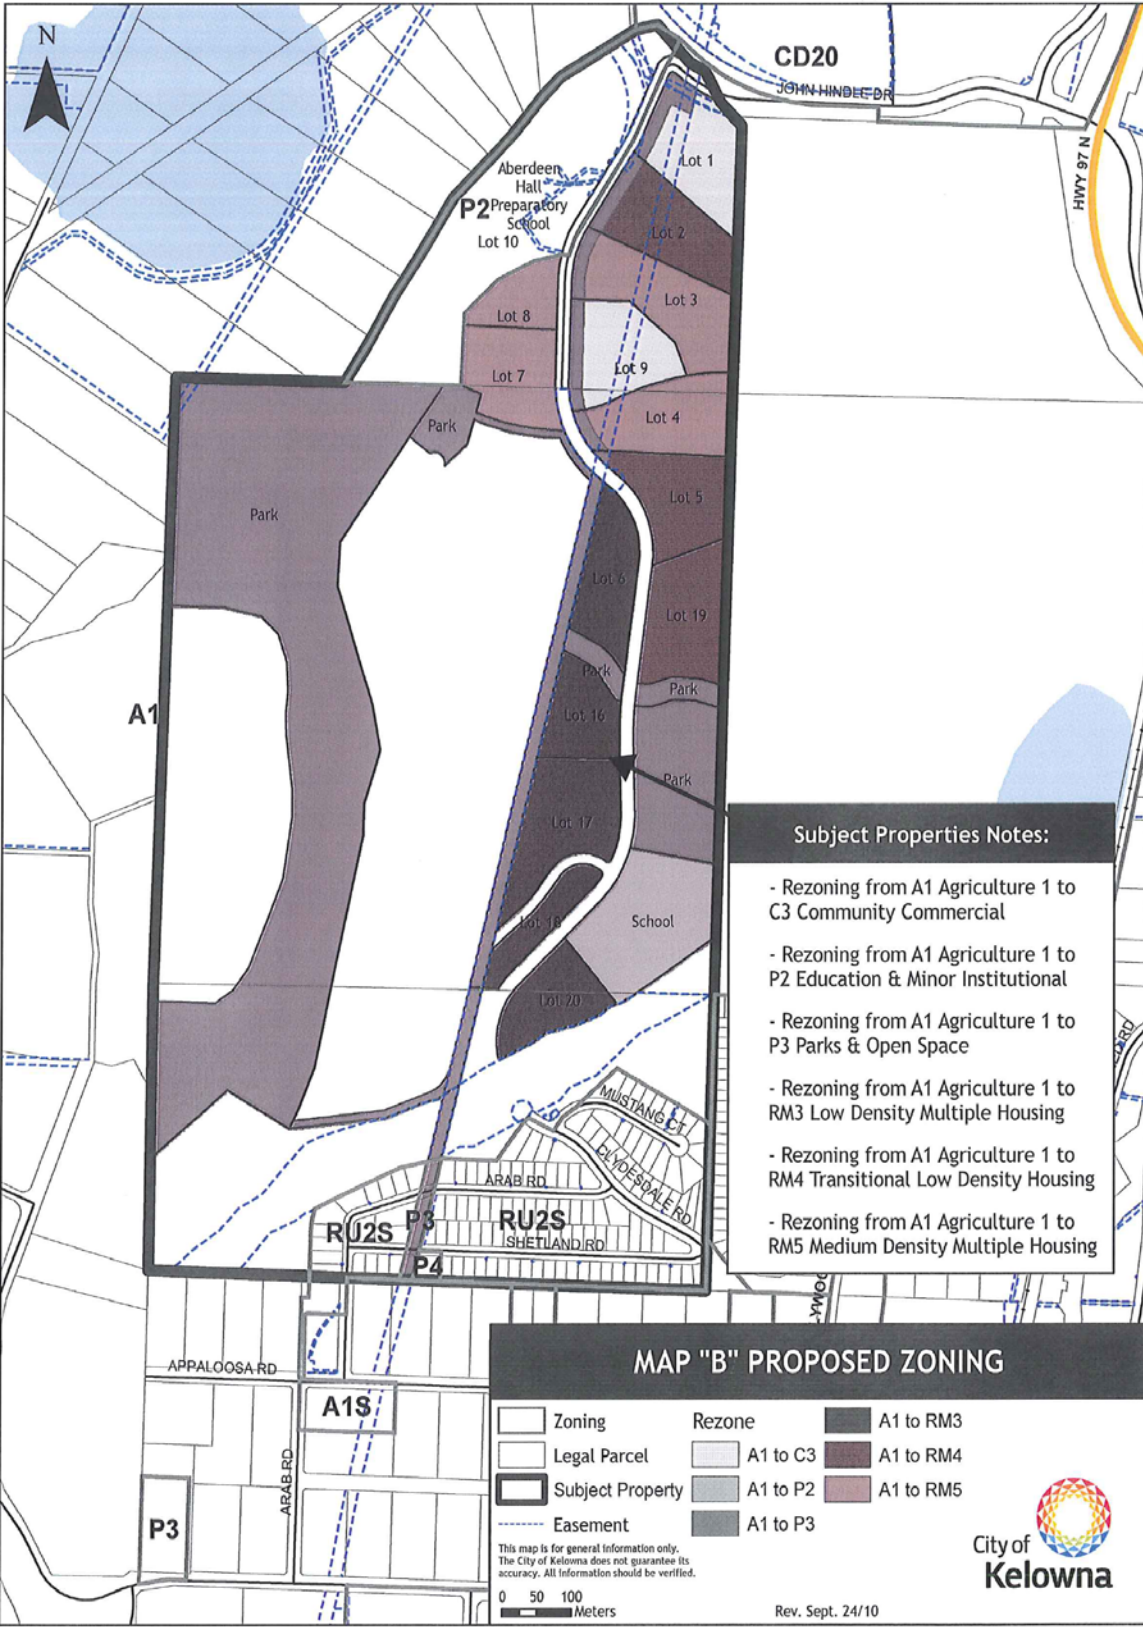 N
CD20
JOHN HINDLE DR
HWY 97 N
Lot 1
Aberdeen
Hall
Preparatory
School
Lot 10
P2
Lot 2
Lot 3
Lot 8
Lot 9
Lot 7
Lot 4
Park
Park
Lot 5
Lot 6
Lot 19
Park
Park
A1
Lot 16
Park
Lot 17
Lot 18
School
Lot 20
Subject Properties Notes:
- Rezoning from A1 Agriculture 1 to
C3 Community Commercial
- Rezoning from A1 Agriculture 1 to
P2 Education & Minor Institutional
- Rezoning from A1 Agriculture 1 to
P3 Parks & Open Space
- Rezoning from A1 Agriculture 1 to
RM3 Low Density Multiple Housing
- Rezoning from A1 Agriculture 1 to
RM4 Transitional Low Density Housing
- Rezoning from A1 Agriculture 1 to
RM5 Medium Density Multiple Housing
MUSTANG CT
CLYDESDALE RD
ARAB RD
RU2S
P3
RU2S
SHETLAND RD
P4
APPALOOSA RD
A1S
ARAB RD
P3
MAP "B" PROPOSED ZONING
Zoning
Legal Parcel
Subject Property
Easement
Rezone
A1 to C3
A1 to P2
A1 to P3
A1 to RM3
A1 to RM4
A1 to RM5
This map is for general information only.
The City of Kelowna does not guarantee its
accuracy. All information should be verified.
0 50 100
Meters
Rev. Sept. 24/10
City of
Kelowna